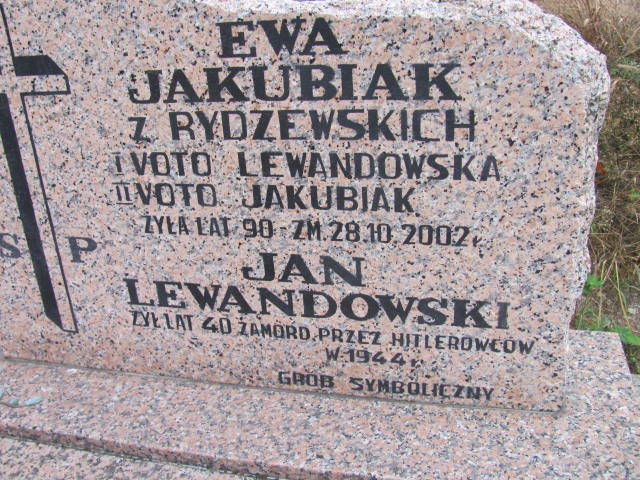 EWA
JAKUBIAK
Z RYDZEWSKICH
I VOTO LEWANDOWSKA
II VOTO JAKUBIAK
ŻYŁA LAT 90 - ZM. 28.10.2002 r.
Ś P
JAN
LEWANDOWSKI
ŻYŁ LAT 40 ZAMORD. PRZEZ HITLEROWCÓW
W 1944 r.
GRÓB SYMBOLICZNY